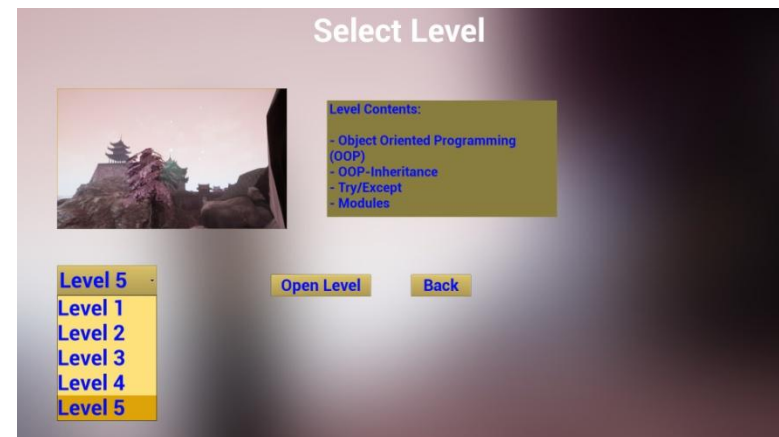 Select Level
Level Contents:
- Object Oriented Programming
(OOP)
- OOP-Inheritance
- Try/Except
- Modules
Level 5
Open Level
Back
Level 1
Level 2
Level 3
Level 4
Level 5